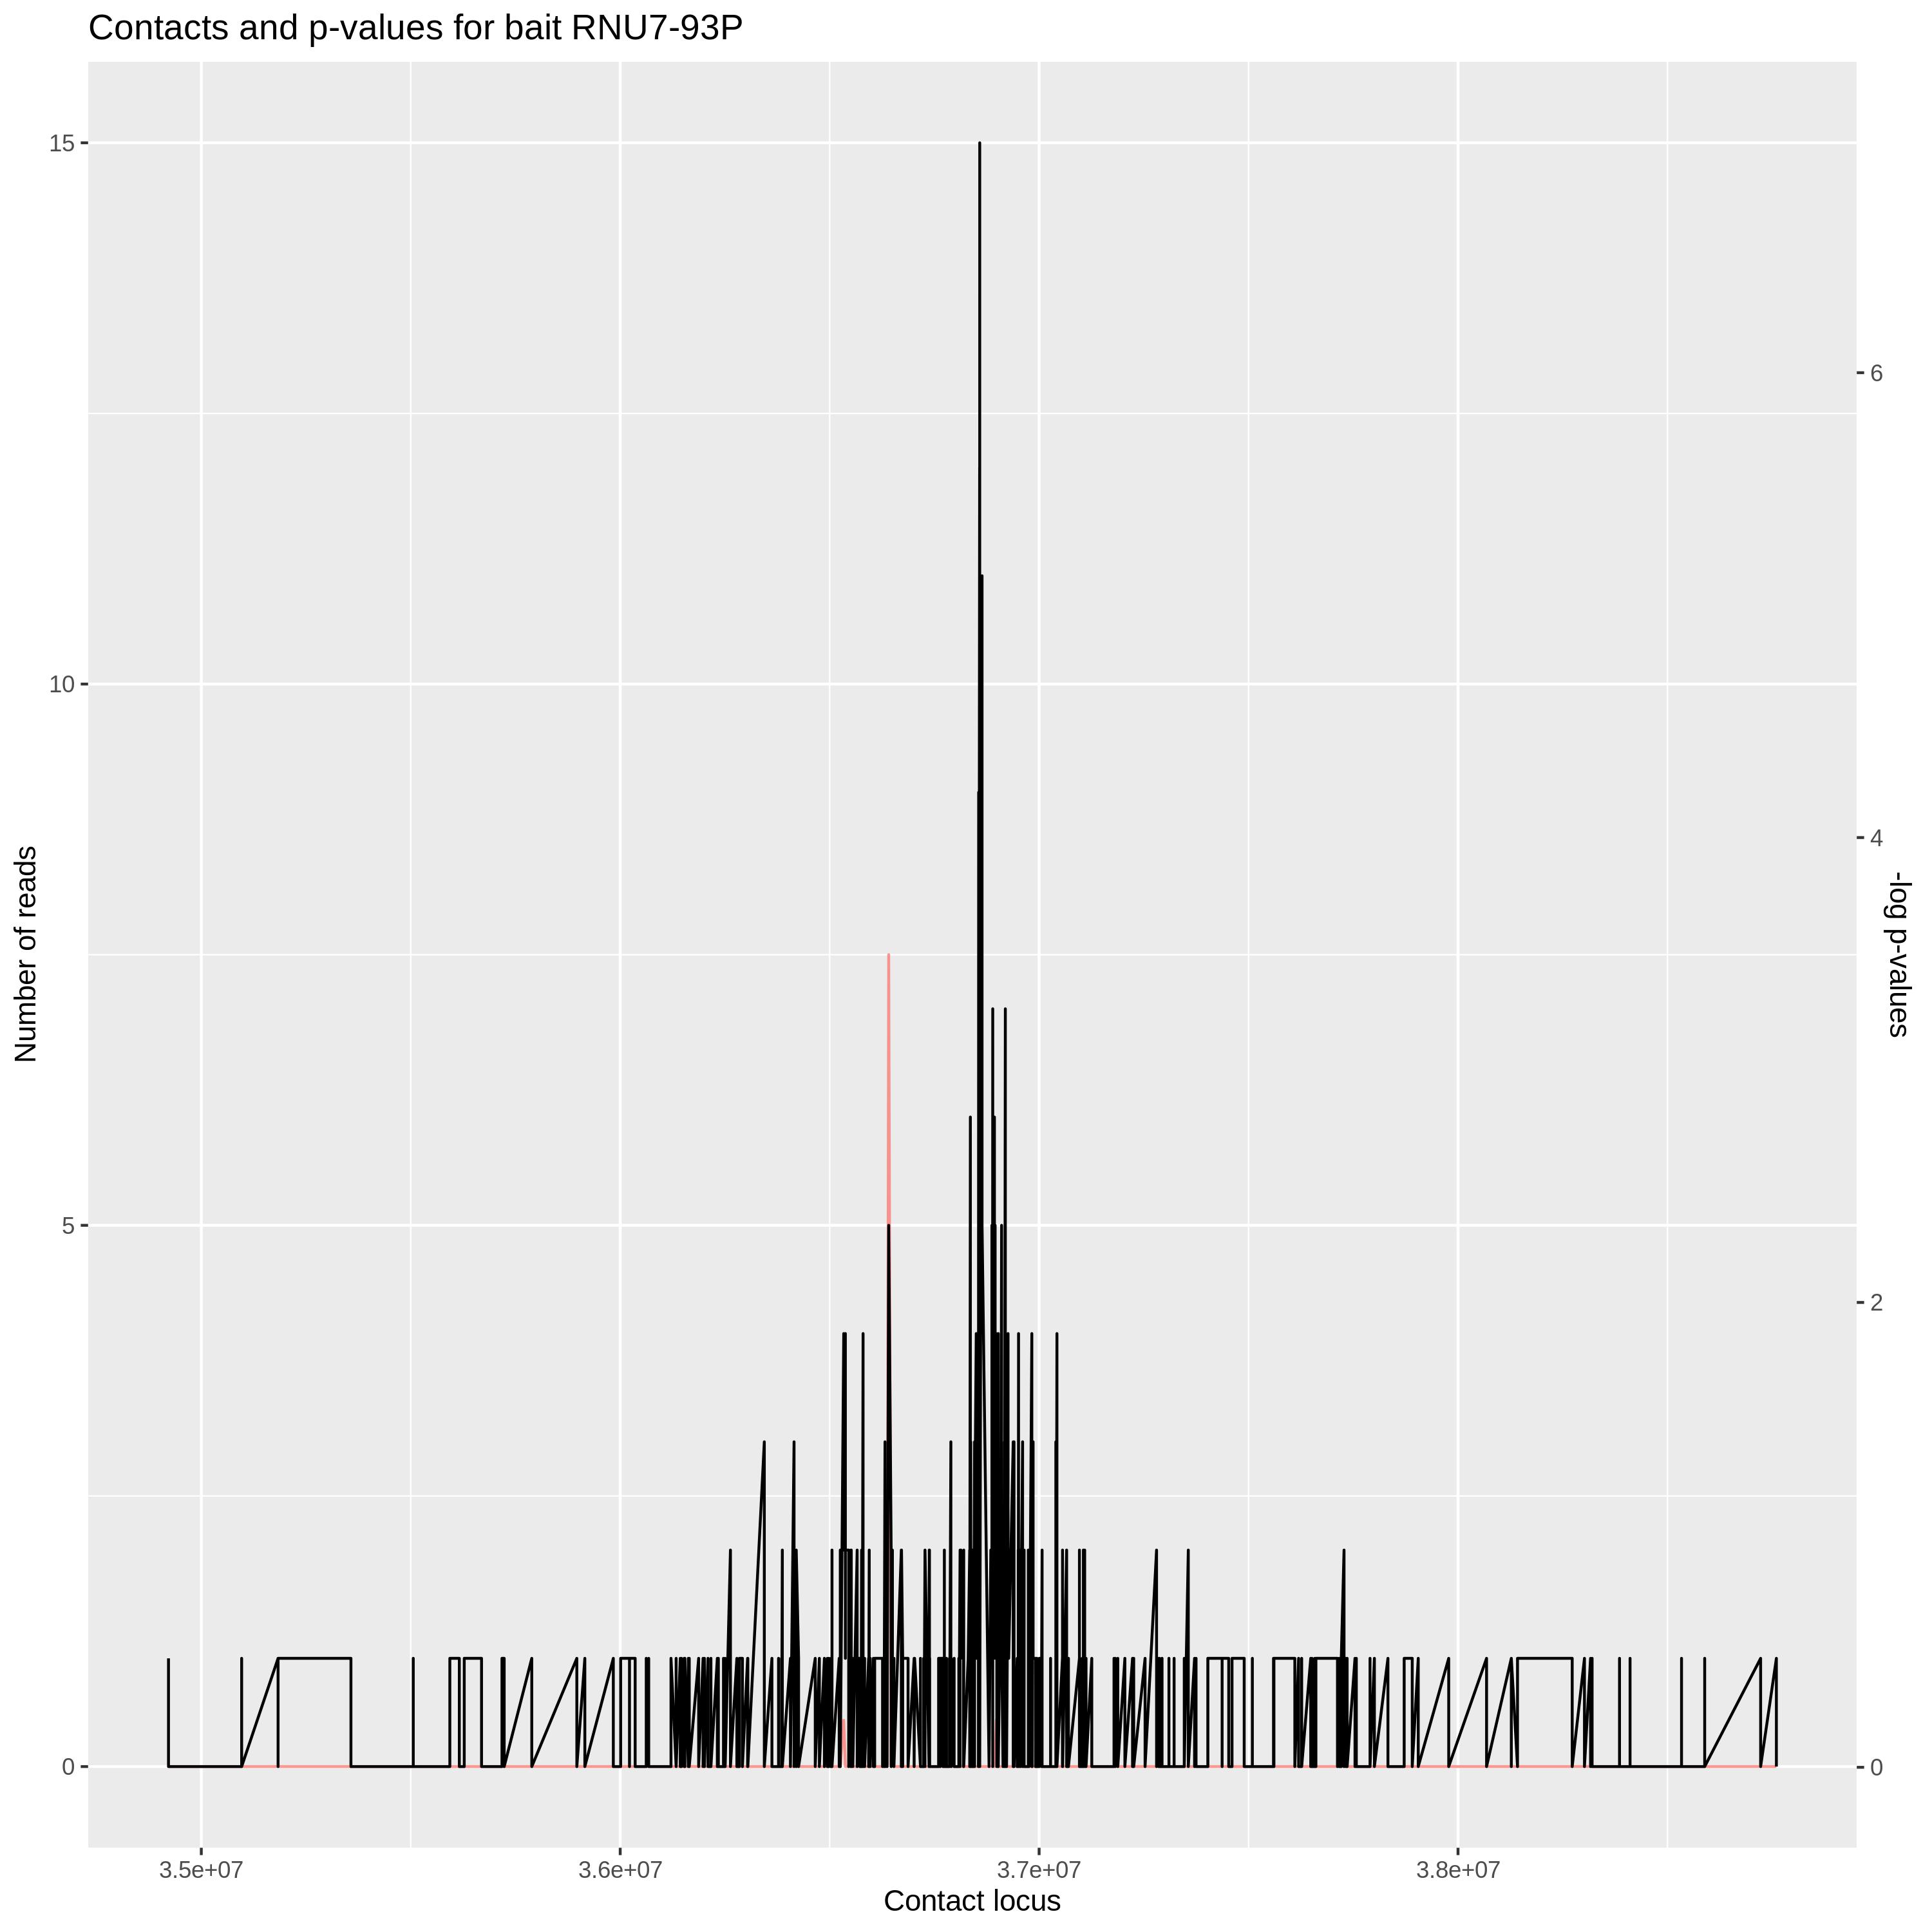 Contacts and p-values for bait RNU7-93P
15
10
5
0
Number of reads
6
4
2
0
-log p-values
3.5e+07 3.6e+07 3.7e+07 3.8e+07
Contact locus